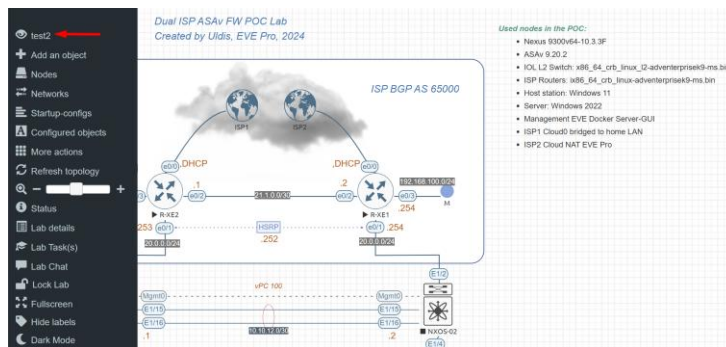 test2
Add an object
Nodes
Networks
Startup-configs
Configured objects
More actions
Refresh topology
Status
Lab details
Lab Task(s)
Lab Chat
Lock Lab
Fullscreen
Hide labels
Dark Mode
Dual ISP ASAv FW POC Lab
Created by Uldis, EVE Pro, 2024
ISP BGP AS 65000
ISP1
ISP2
.DHCP
.DHCP
e0/0
e0/0
192.168.100.0/24
.1
.2
e0/2
21.1.0.0/30
e0/2
e0/3
M
.254
R-XE2
R-XE1
.253
e0/1
HSRP
e0/1
.254
.252
20.0.0.0/24
20.0.0.0/24
E1/2
vPC 100
Mgmt0
Mgmt0
E1/15
E1/15
E1/16
E1/16
10.10.12.0/30
.1
.2
NXOS-02
E1/4
Used nodes in the POC:
Nexus 9300v64-10.3.3F
ASAv 9.20.2
IOL L2 Switch: x86_64_crb_linux_l2-adventerprisek9-ms.bin
ISP Routers: ix86_64_crb_linux-adventerprisek9-ms.bin
Host station: Windows 11
Server: Windows 2022
Management EVE Docker Server-GUI
ISP1 Cloud0 bridged to home LAN
ISP2 Cloud NAT EVE Pro